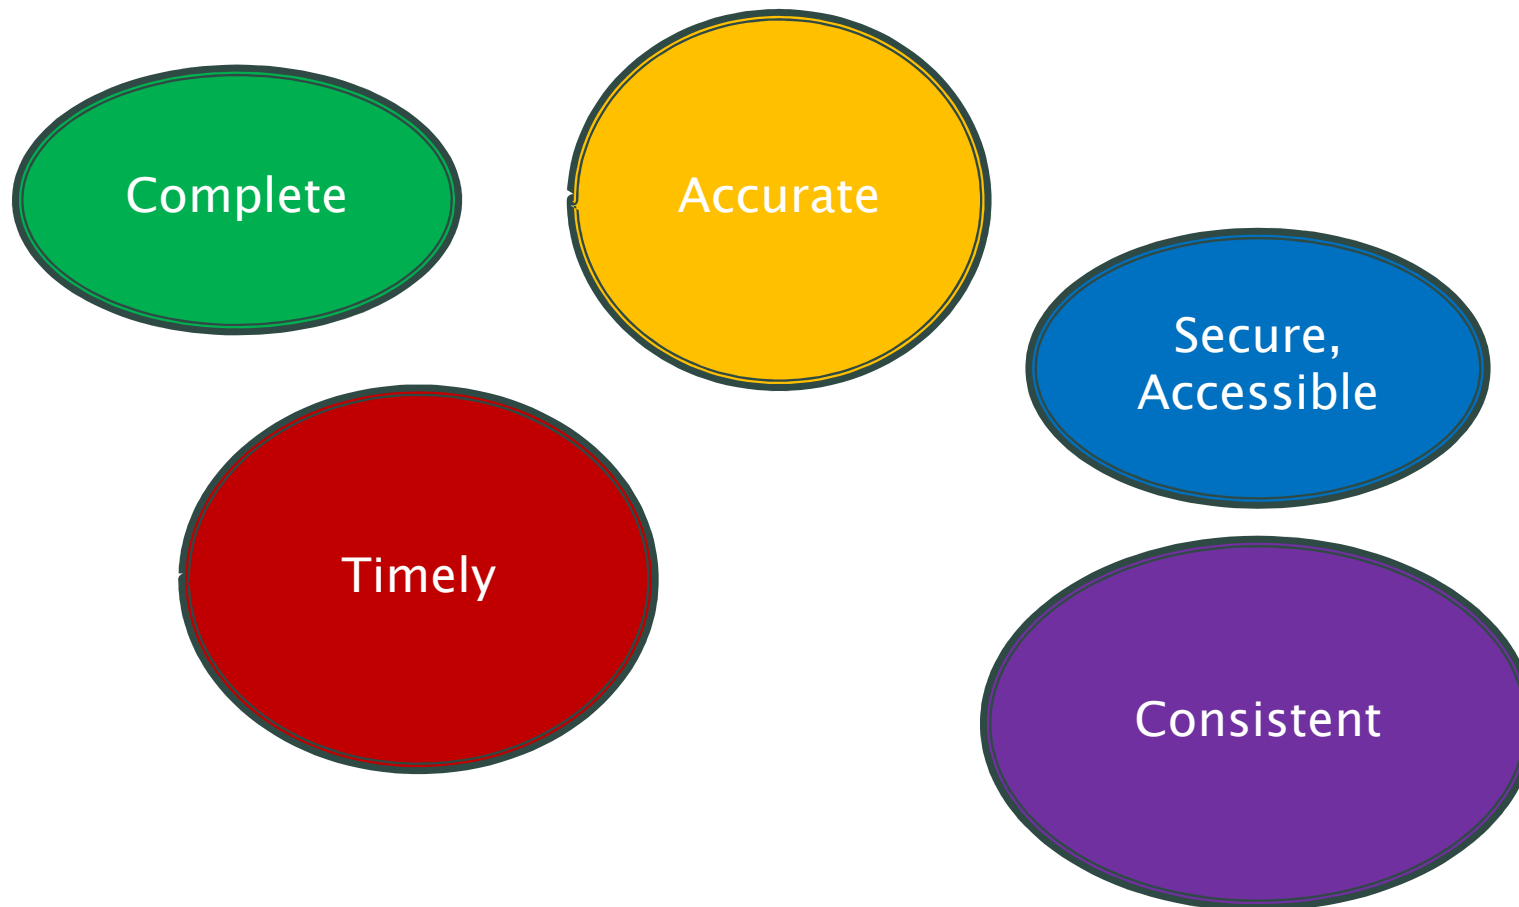 Complete
Accurate
Secure,
Accessible
Timely
Consistent